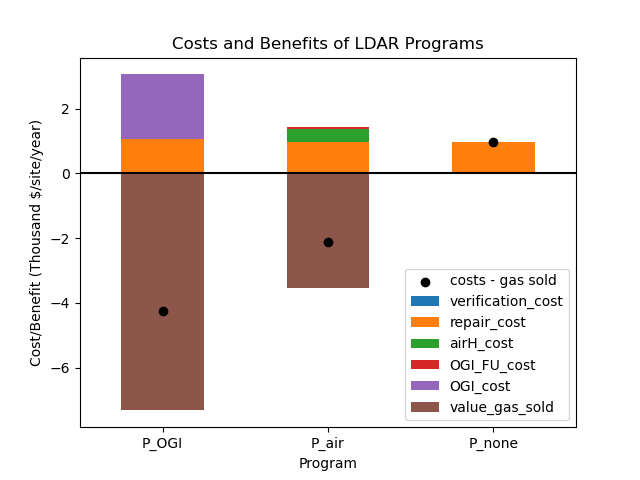 Costs and Benefits of LDAR Programs
Cost/Benefit (Thousand $/site/year)
2
0
−2
−4
−6
costs - gas sold
verification_cost
repair_cost
airH_cost
OGI_FU_cost
OGI_cost
value_gas_sold
P_OGI
P_air
P_none
Program